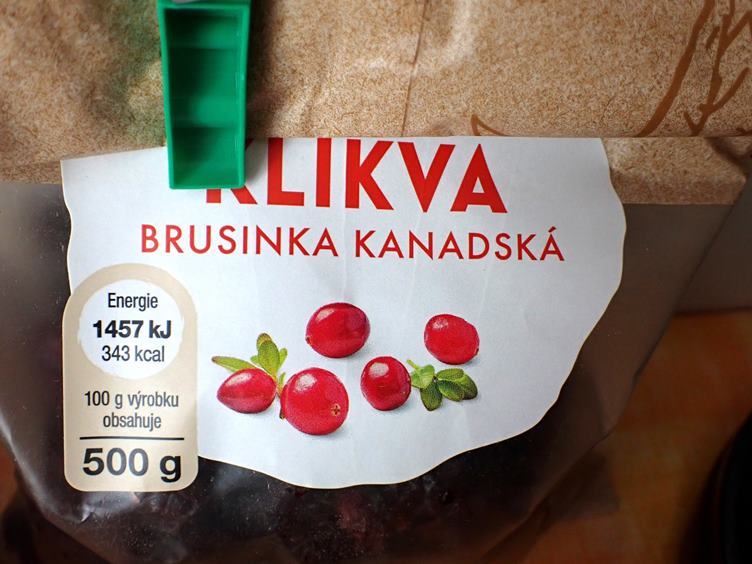 KLIKVA
BRUSINKA KANADSKÁ
Energie
1457 kJ
343 kcal
100 g výrobku
obsahuje
500 g